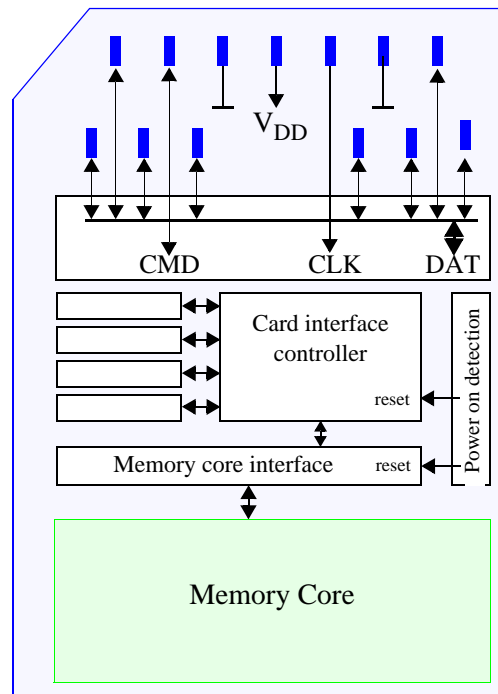 VDD
CMD
CLK
DAT
Card interface
controller
reset
Power on detection
Memory core interface
reset
Memory Core